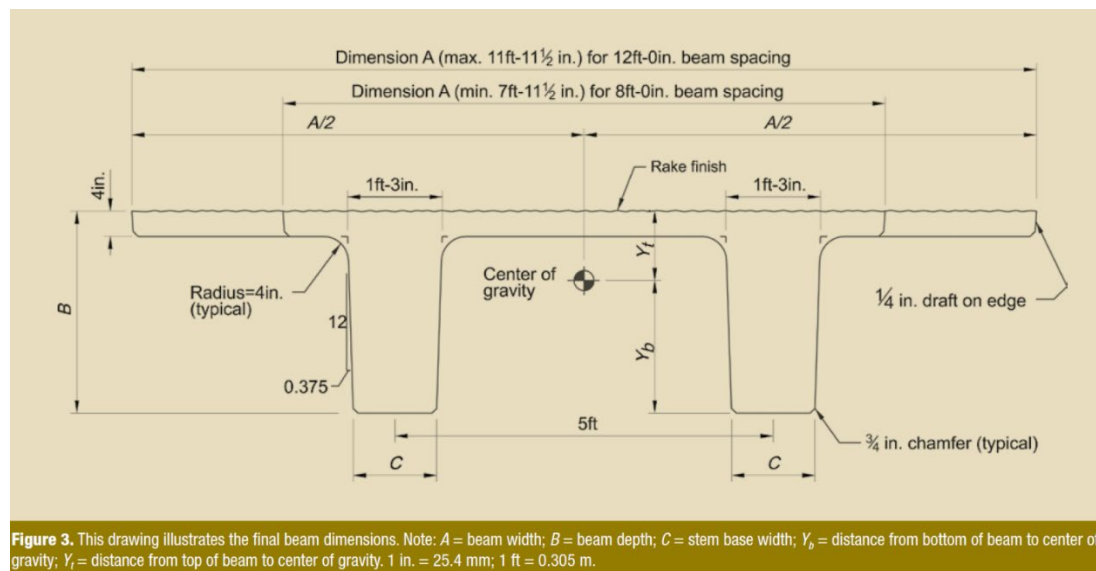 Dimension A (max. 11ft-11½ in.) for 12ft-0in. beam spacing
Dimension A (min. 7ft-11½ in.) for 8ft-0in. beam spacing
A/2
A/2
Rake finish
4in.
1ft-3in.
1ft-3in.
Yt
Center of
gravity
Radius=4in.
(typical)
¼ in. draft on edge
B
12
Yb
0.375
5ft
¾ in. chamfer (typical)
C
C
Figure 3. This drawing illustrates the final beam dimensions. Note: A = beam width; B = beam depth; C = stem base width; Yb = distance from bottom of beam to center of
gravity; Yt = distance from top of beam to center of gravity. 1 in. = 25.4 mm; 1 ft = 0.305 m.